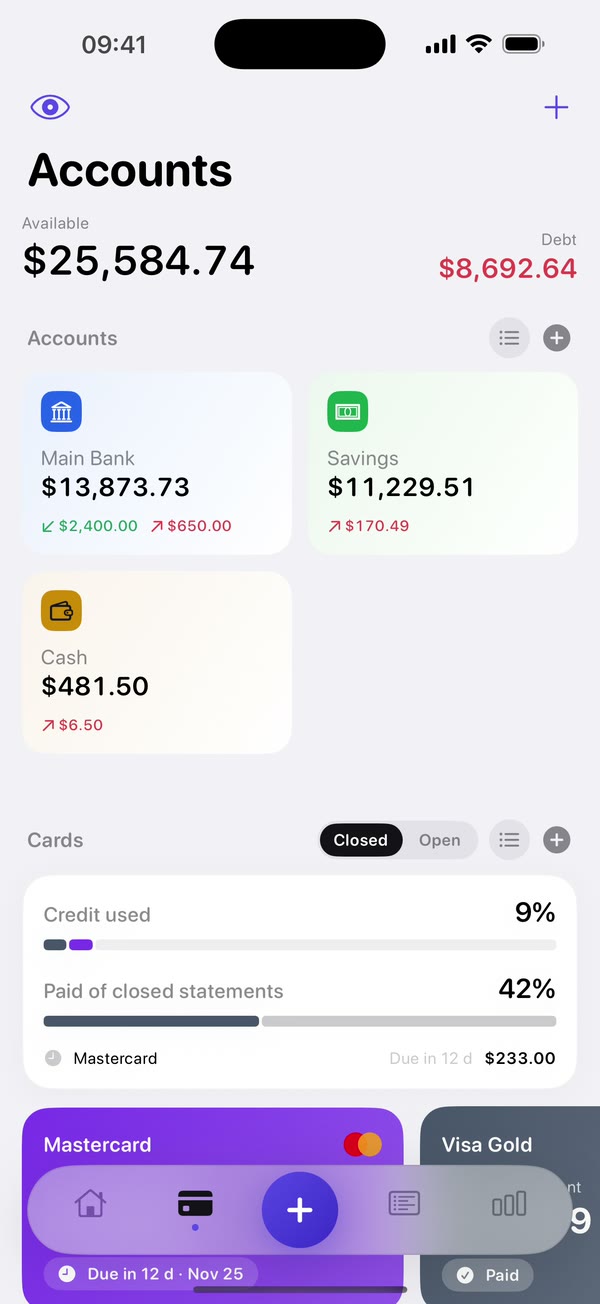 09:41
Accounts
Available
$25,584.74
Debt
$8,692.64
Accounts
Main Bank
$13,873.73
$2,400.00 $650.00
Savings
$11,229.51
$170.49
Cash
$481.50
$6.50
Cards
Closed Open
Credit used 9%
Paid of closed statements 42%
Mastercard Due in 12 d $233.00
Mastercard
Due in 12 d · Nov 25
Visa Gold
nt
9
Paid